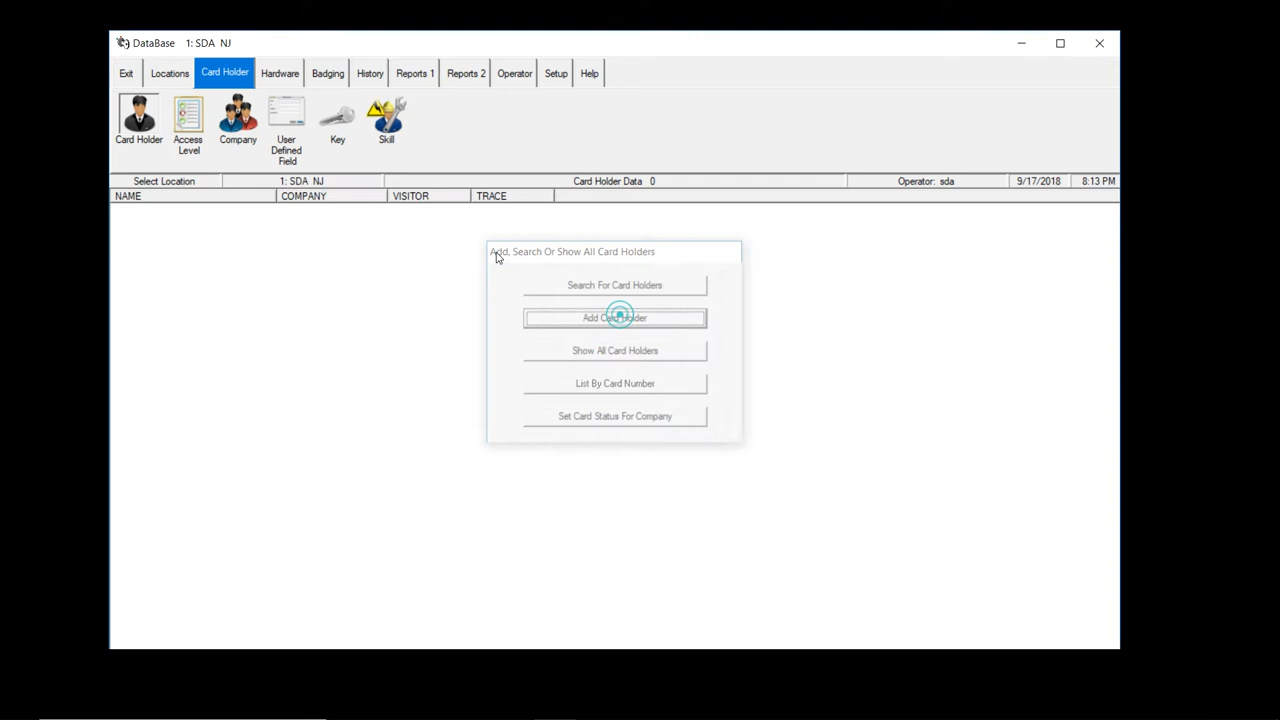 DataBase 1: SDA NJ
Exit Locations Card Holder Hardware Badging History Reports 1 Reports 2 Operator Setup Help
Card Holder
Access Level
Company
User Defined Field
Key
Skill
Select Location 1: SDA NJ Card Holder Data 0 Operator: sda 9/17/2018 8:13 PM
NAME COMPANY VISITOR TRACE
Add, Search Or Show All Card Holders
Search For Card Holders
Add Card Holder
Show All Card Holders
List By Card Number
Set Card Status For Company